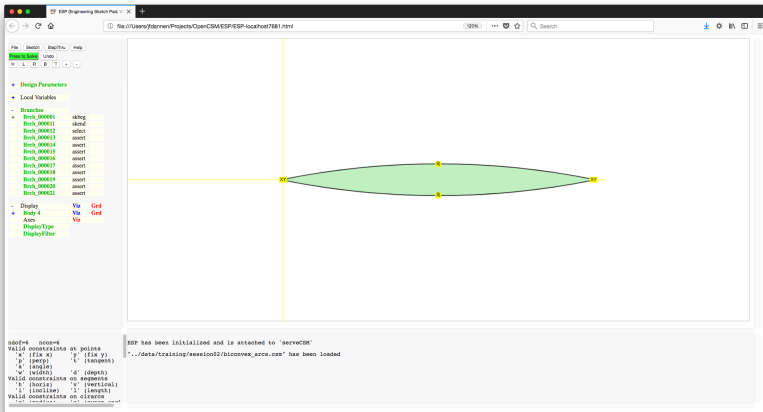 ESP (Engineering Sketch Pad, v
file:///Users/jfdannen/Projects/OpenCSM/ESP/ESP-localhost7681.html
120%
Search
File Sketch StepThru Help
Press to Solve Undo
H L R B T + -
+ Design Parameters
+ Local Variables
- Branches
+ Brch_000001 skbeg
Brch_000011 skend
Brch_000012 select
Brch_000013 assert
Brch_000014 assert
Brch_000015 assert
Brch_000016 assert
Brch_000017 assert
Brch_000018 assert
Brch_000019 assert
Brch_000020 assert
Brch_000021 assert
- Display Viz Grd
+ Body 4 Viz Grd
Axes Viz
DisplayType
DisplayFilter
R
XY XY
R
ndof=6 ncon=6
Valid constraints at points
'x' (fix x) 'y' (fix y)
'p' (perp) 't' (tangent)
'a' (angle)
'w' (width) 'd' (depth)
Valid constraints on segments
'h' (horiz) 'v' (vertical)
'i' (incline) 'l' (length)
Valid constraints on cirarcs
ESP has been initialized and is attached to 'serveCSM'
"../data/training/session02/biconvex_arcs.csm" has been loaded